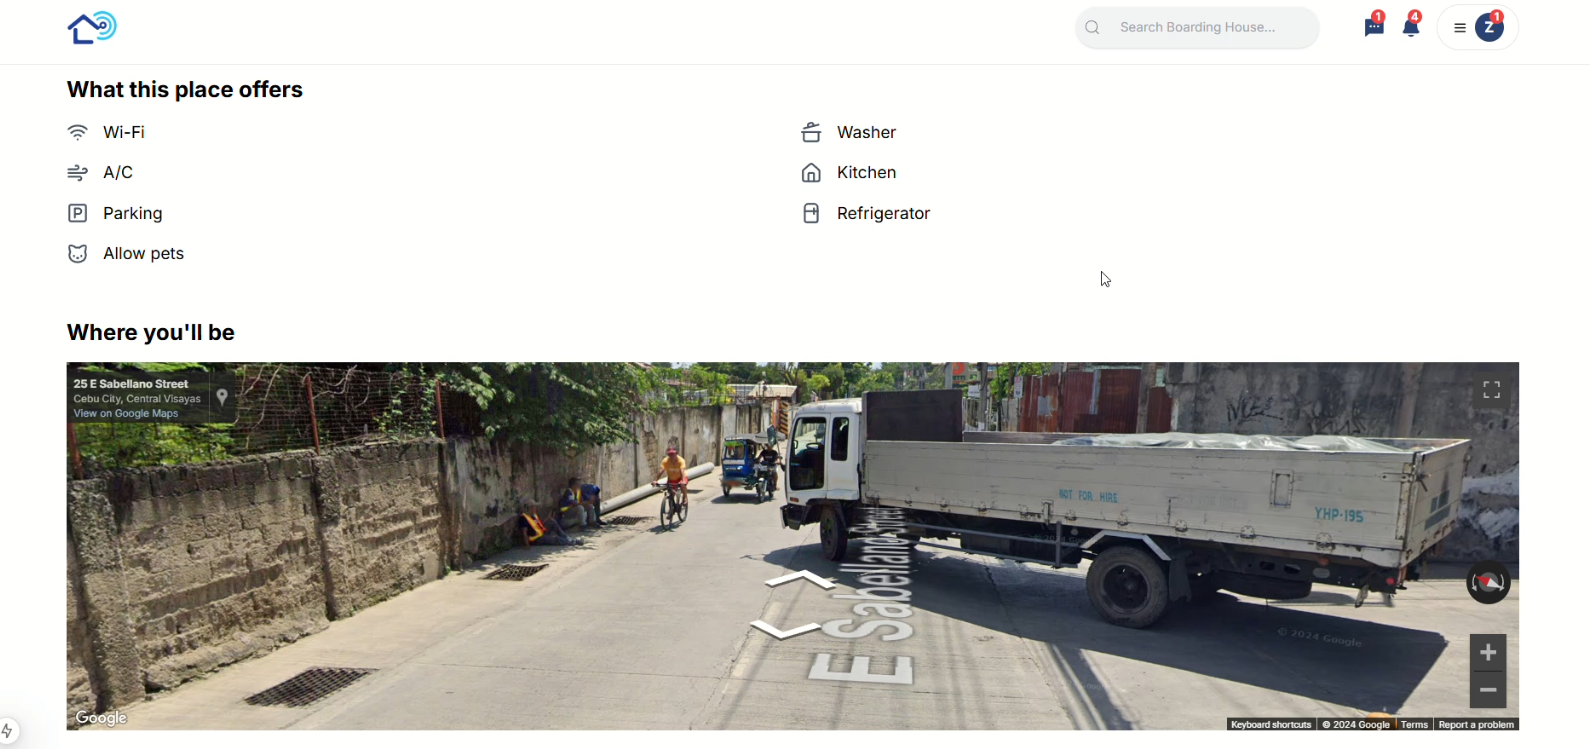 Search Boarding House...
1
4
1
Z
What this place offers
Wi-Fi
Washer
A/C
Kitchen
Parking
Refrigerator
Allow pets
Where you'll be
25 E Sabellano Street
Cebu City, Central Visayas
View on Google Maps
NOT FOR HIRE
YHP-195
E Sabellano Street
© 2024 Google
Google
Keyboard shortcuts
© 2024 Google
Terms
Report a problem